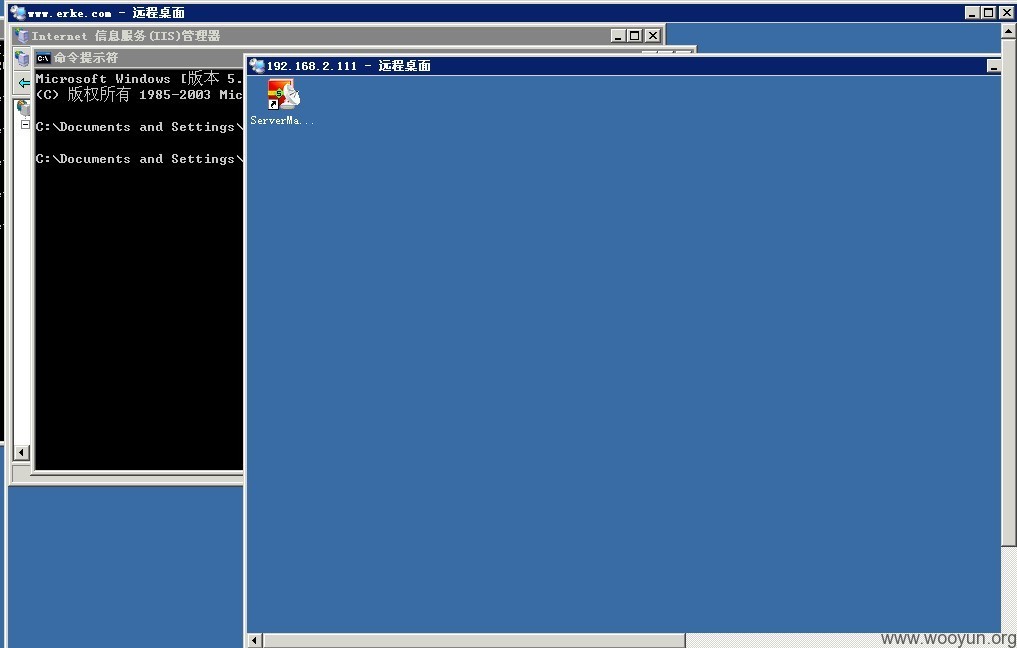 www.erke.com - 远程桌面
Internet 信息服务(IIS)管理器
命令提示符
Microsoft Windows [版本 5.
(C) 版权所有 1985-2003 Mic
C:\Documents and Settings\
C:\Documents and Settings\
192.168.2.111 - 远程桌面
ServerMa...
www.wooyun.org